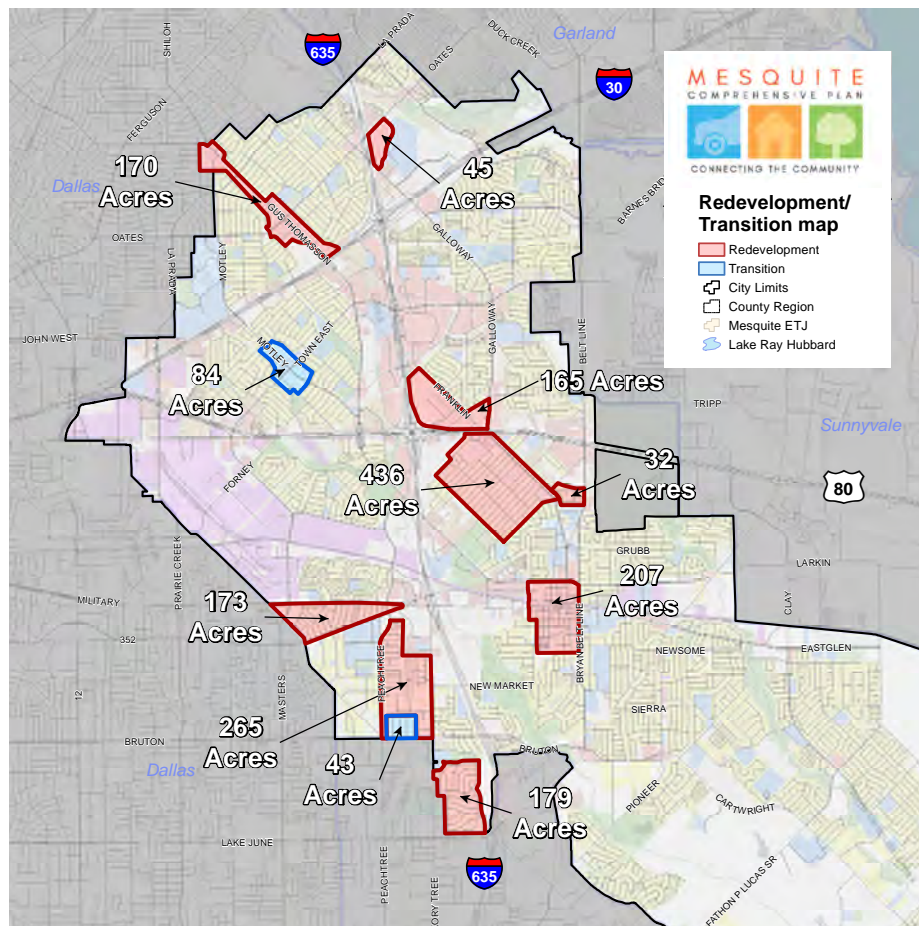 LA PRADA
DUCK CREEK
SHILOH
635
OATES
Garland
30
MESQUITE
COMPREHENSIVE PLAN
CONNECTING THE COMMUNITY
Redevelopment/
Transition map
Redevelopment
Transition
City Limits
County Region
Mesquite ETJ
Lake Ray Hubbard
FERGUSON
170
Acres
45
Acres
Dallas
OATES
GUS THOMASSON
GALLOWAY
LA PRADA
MOTLEY
JOHN WEST
GALLOWAY
BELT LINE
MOTLEY
TOWN EAST
84
Acres
165 Acres
FRANKLIN
TRIPP
Sunnyvale
FORNEY
436
Acres
32
Acres
80
PRAIRIE CREEK
GRUBB
LARKIN
CLAY
MILITARY
173
Acres
207
Acres
352
BRYAN BELT LINE
NEWSOME
EASTGLEN
12
MASTERS
PEACHTREE
NEW MARKET
SIERRA
265
Acres
BRUTON
BRUTON
Dallas
43
Acres
179
Acres
PIONEER
CARTWRIGHT
LAKE JUNE
PEACHTREE
635
FATHON P LUCAS SR